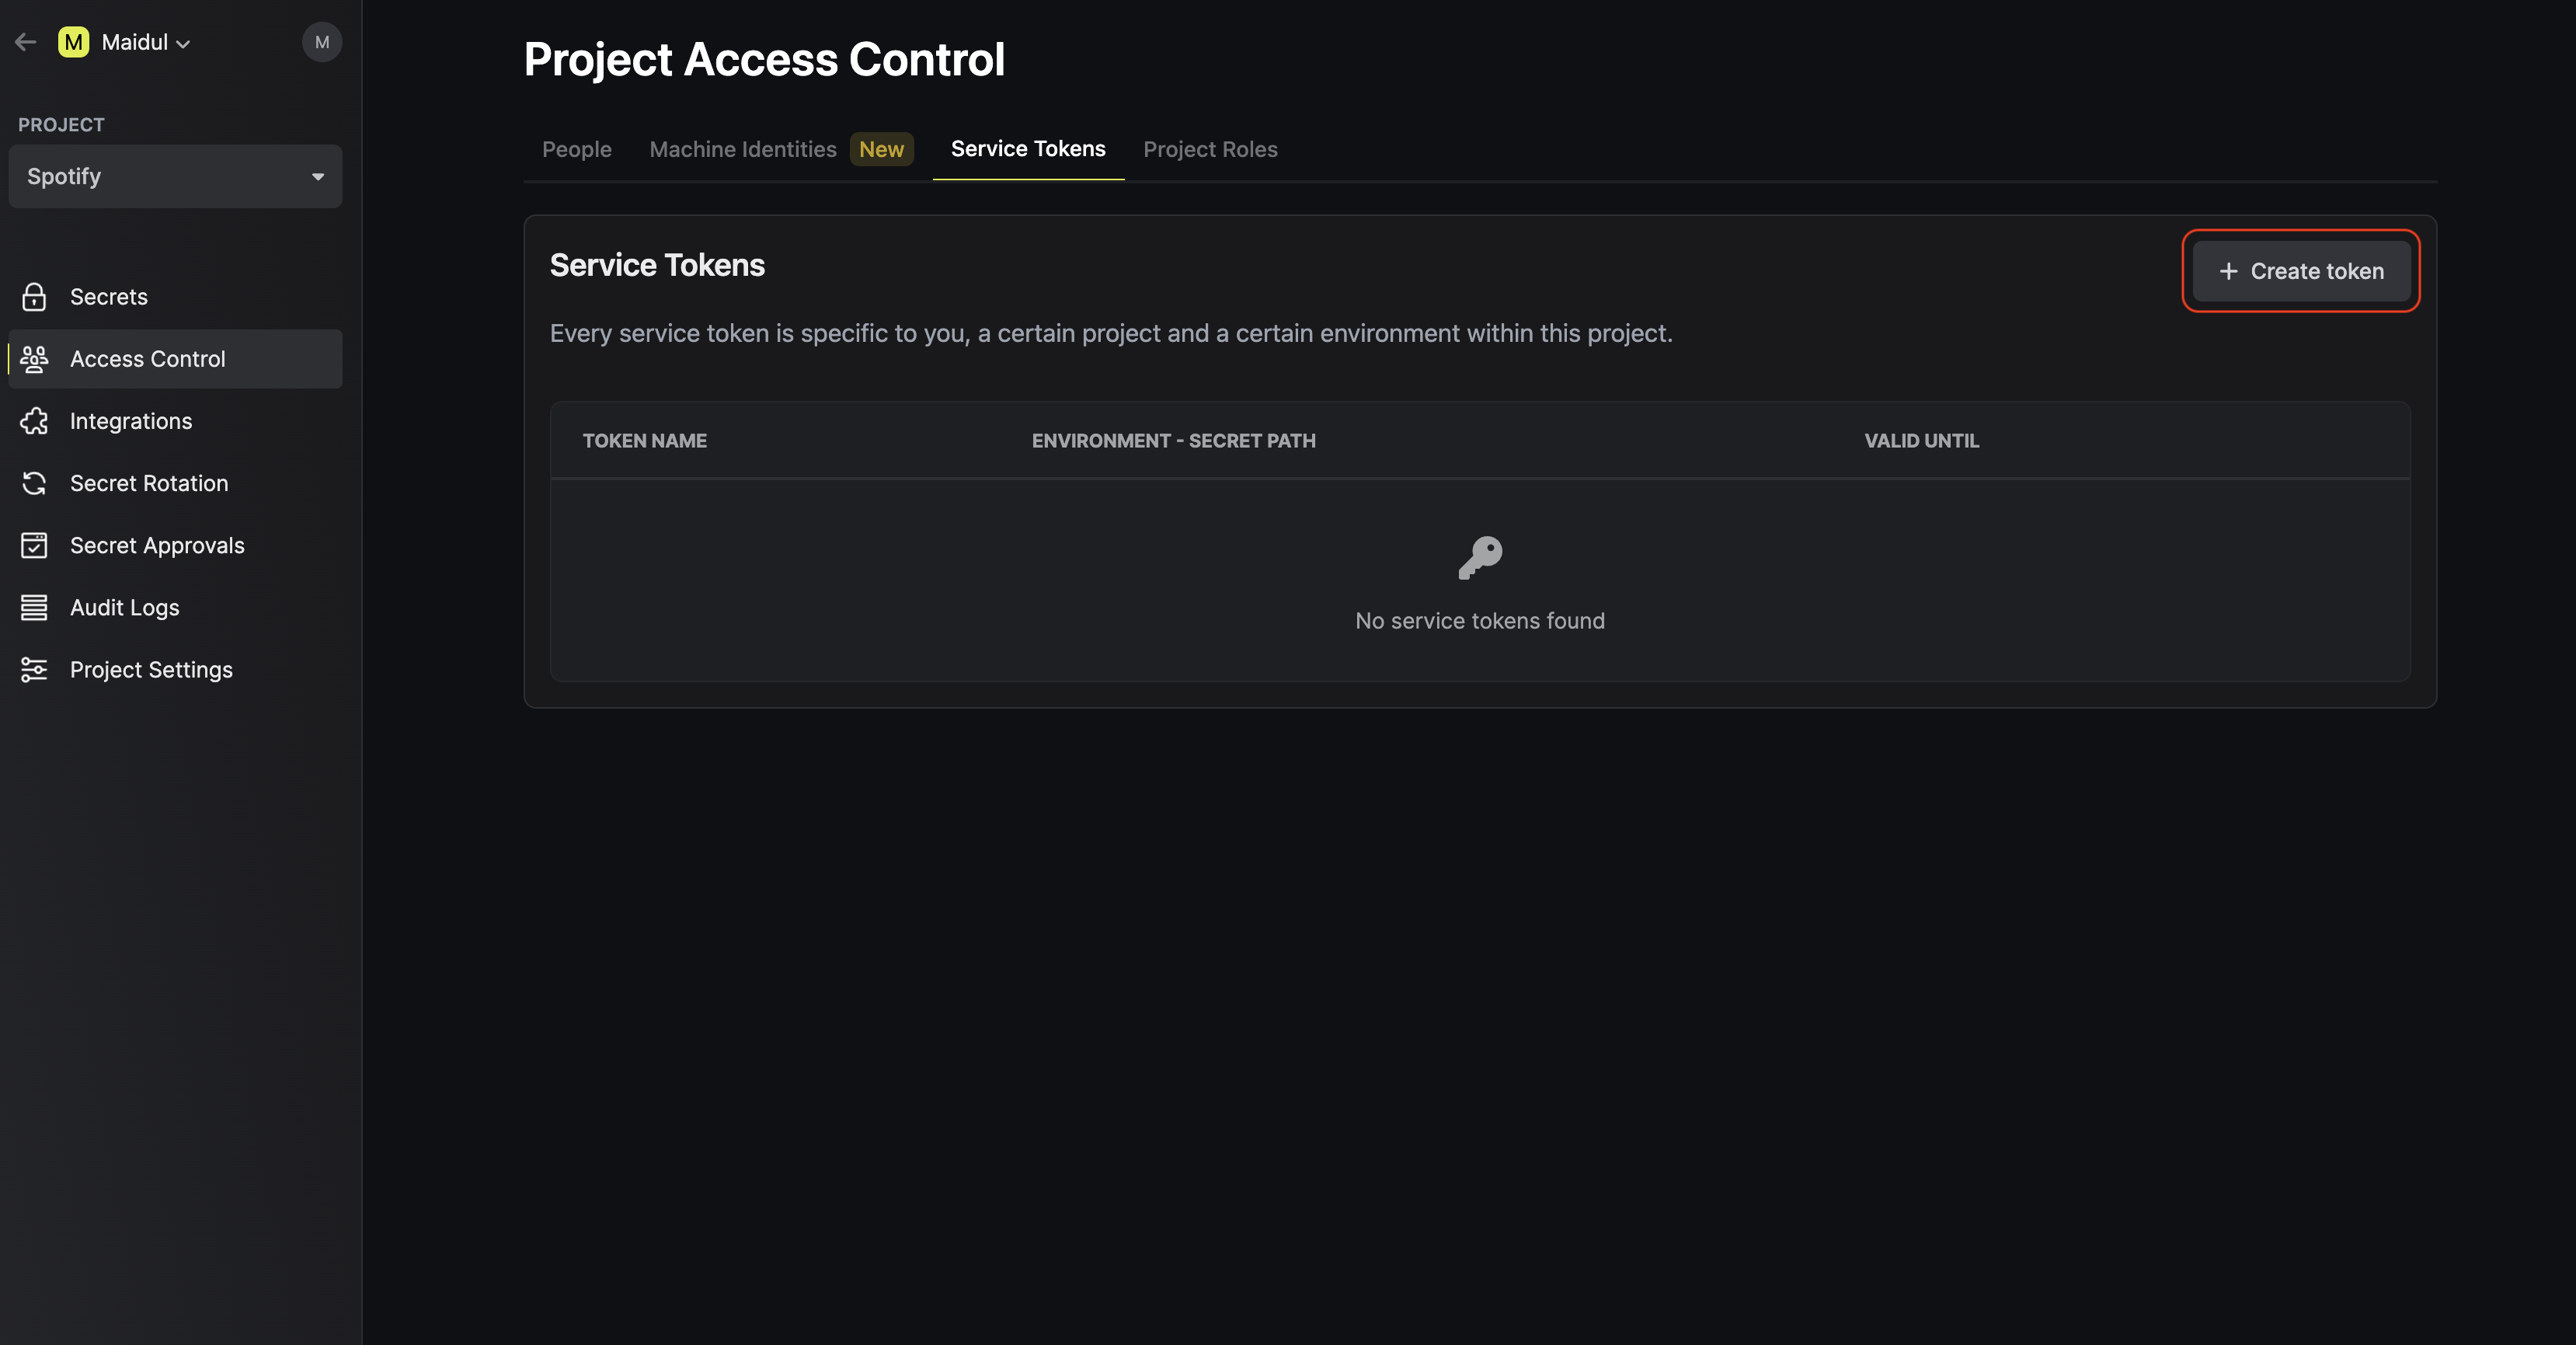 M Maidul M
PROJECT
Spotify
Secrets
Access Control
Integrations
Secret Rotation
Secret Approvals
Audit Logs
Project Settings
Project Access Control
People Machine Identities New Service Tokens Project Roles
Service Tokens
+ Create token
Every service token is specific to you, a certain project and a certain environment within this project.
TOKEN NAME ENVIRONMENT - SECRET PATH VALID UNTIL
No service tokens found